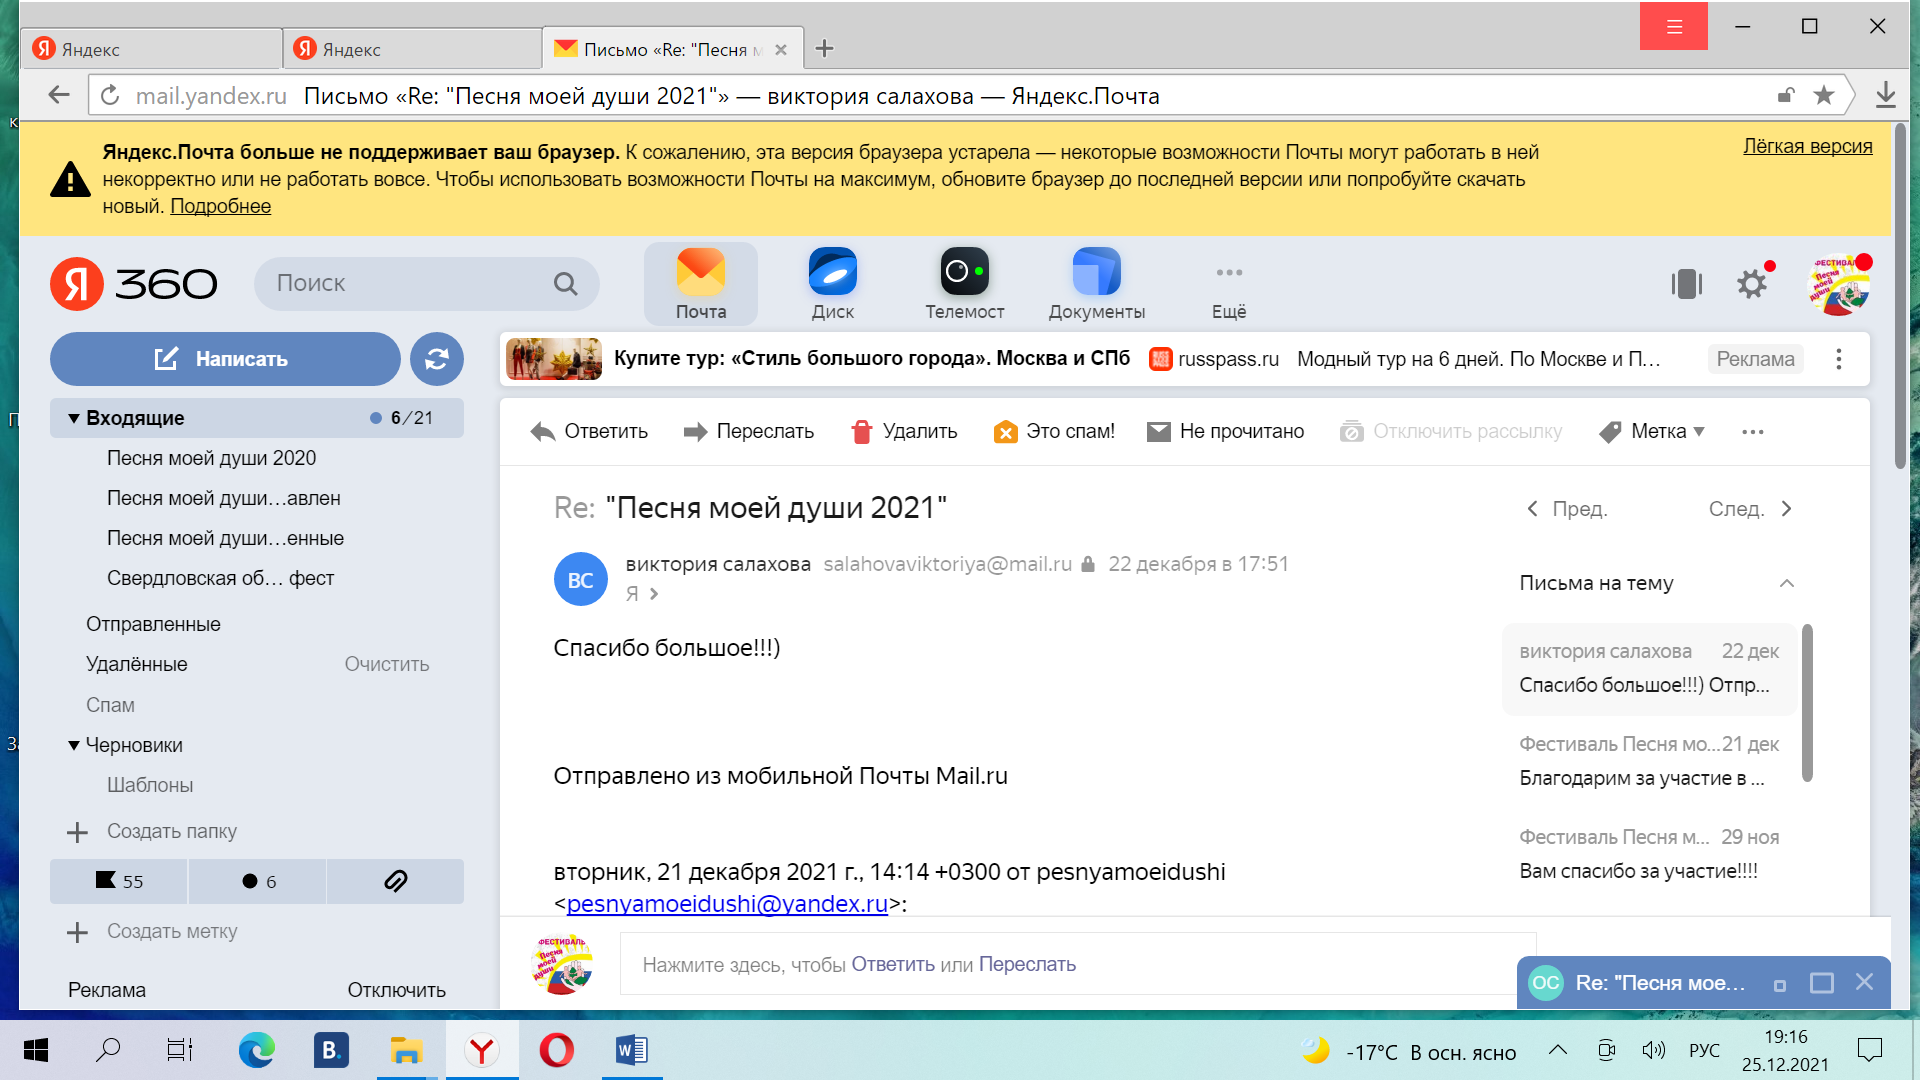 Яндекс
Яндекс
Письмо «Re: "Песня м
mail.yandex.ru Письмо «Re: "Песня моей души 2021"» — виктория салахова — Яндекс.Почта
Яндекс.Почта больше не поддерживает ваш браузер. К сожалению, эта версия браузера устарела — некоторые возможности Почты могут работать в ней
некорректно или не работать вовсе. Чтобы использовать возможности Почты на максимум, обновите браузер до последней версии или попробуйте скачать
новый. Подробнее
Лёгкая версия
Я 360
Поиск
Почта
Диск
Телемост
Документы
Ещё
Написать
Купите тур: «Стиль большого города». Москва и СПб russpass.ru Модный тур на 6 дней. По Москве и П... Реклама
Входящие 6/21
Песня моей души 2020
Песня моей души...авлен
Песня моей души...енные
Свердловская об... фест
Отправленные
Удалённые Очистить
Спам
Черновики
Шаблоны
Создать папку
55 6
Создать метку
Реклама Отключить
Ответить Переслать Удалить Это спам! Не прочитано Отключить рассылку Метка
Re: "Песня моей души 2021"
Пред. След.
ВС
виктория салахова salahovaviktoriya@mail.ru 22 декабря в 17:51
Я
Спасибо большое!!!)
Отправлено из мобильной Почты Mail.ru
вторник, 21 декабря 2021 г., 14:14 +0300 от pesnyamoeidushi
<pesnyamoeidushi@yandex.ru>:
Письма на тему
виктория салахова 22 дек
Спасибо большое!!!) Отпр...
Фестиваль Песня мо... 21 дек
Благодарим за участие в ...
Фестиваль Песня м... 29 ноя
Вам спасибо за участие!!!!
ФЕСТИВАЛЬ
Песня
моей
души
Нажмите здесь, чтобы Ответить или Переслать
ОС Re: "Песня мое...
B.
-17°C В осн. ясно
РУС
19:16
25.12.2021